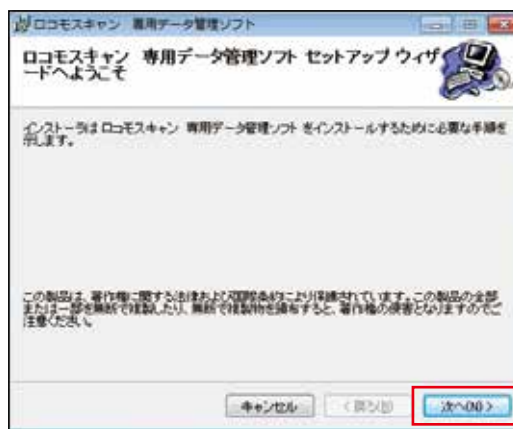 ロコモスキャン 専用データ管理ソフト
ロコモスキャン 専用データ管理ソフト セットアップ ウィザ
ードへようこそ
インストーラは ロコモスキャン 専用データ管理ソフト をインストールするために必要な手順を
示します。
この製品は、著作権に関する法律および国際条約により保護されています。この製品の全部
または一部を無断で複製したり、無断で複製物を頒布すると、著作権の侵害となりますのでご
注意ください。
キャンセル
< 戻る(B)
次へ(N) >